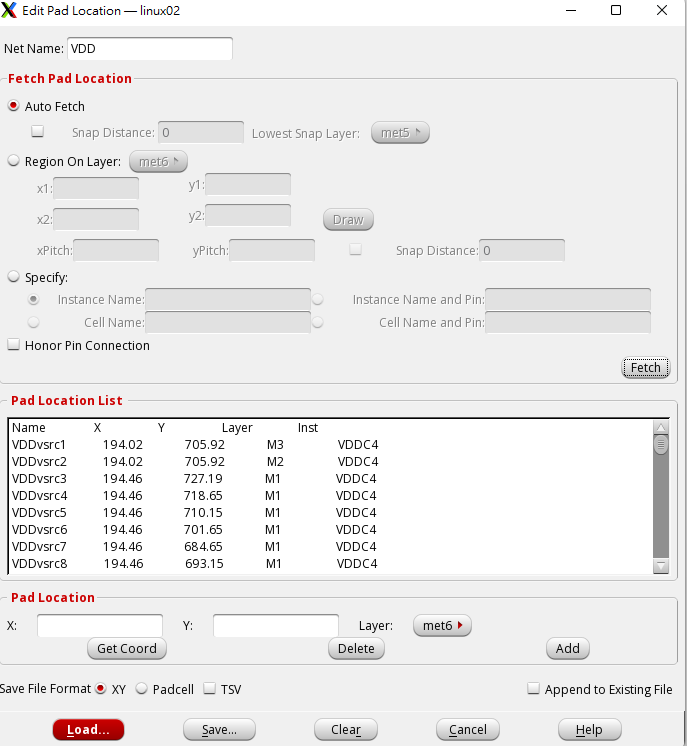 Edit Pad Location — linux02
Net Name: VDD
Fetch Pad Location
Auto Fetch
Snap Distance: 0 Lowest Snap Layer: met5
Region On Layer: met6
x1: y1:
x2: y2: Draw
xPitch: yPitch: Snap Distance: 0
Specify:
Instance Name: Instance Name and Pin:
Cell Name: Cell Name and Pin:
Honor Pin Connection
Fetch
Pad Location List
Name X Y Layer Inst
VDDvsrc1 194.02 705.92 M3 VDDC4
VDDvsrc2 194.02 705.92 M2 VDDC4
VDDvsrc3 194.46 727.19 M1 VDDC4
VDDvsrc4 194.46 718.65 M1 VDDC4
VDDvsrc5 194.46 710.15 M1 VDDC4
VDDvsrc6 194.46 701.65 M1 VDDC4
VDDvsrc7 194.46 684.65 M1 VDDC4
VDDvsrc8 194.46 693.15 M1 VDDC4
Pad Location
X: Y: Layer: met6
Get Coord Delete Add
Save File Format XY Padcell TSV Append to Existing File
Load... Save... Clear Cancel Help